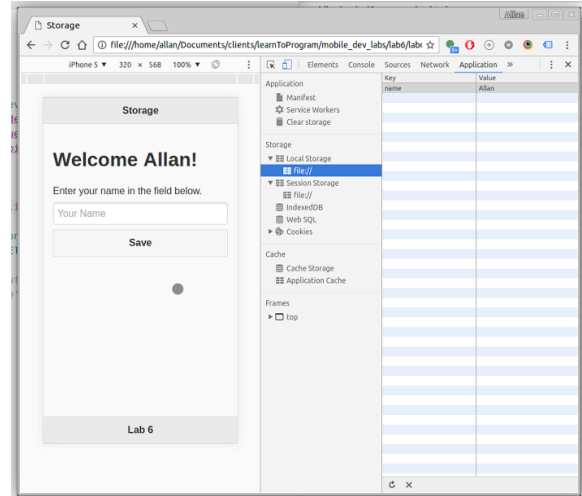 Allan
Storage
file:///home/allan/Documents/clients/learnToProgram/mobile_dev_labs/lab6/lab
iPhone 5 ▼ 320 × 568 100% ▼
Elements Console Sources Network Application »
Storage
Welcome Allan!
Enter your name in the field below.
Your Name
Save
Lab 6
Application
Manifest
Service Workers
Clear storage
Storage
Local Storage
file://
Session Storage
file://
IndexedDB
Web SQL
Cookies
Cache
Cache Storage
Application Cache
Frames
top
Key Value
name Allan